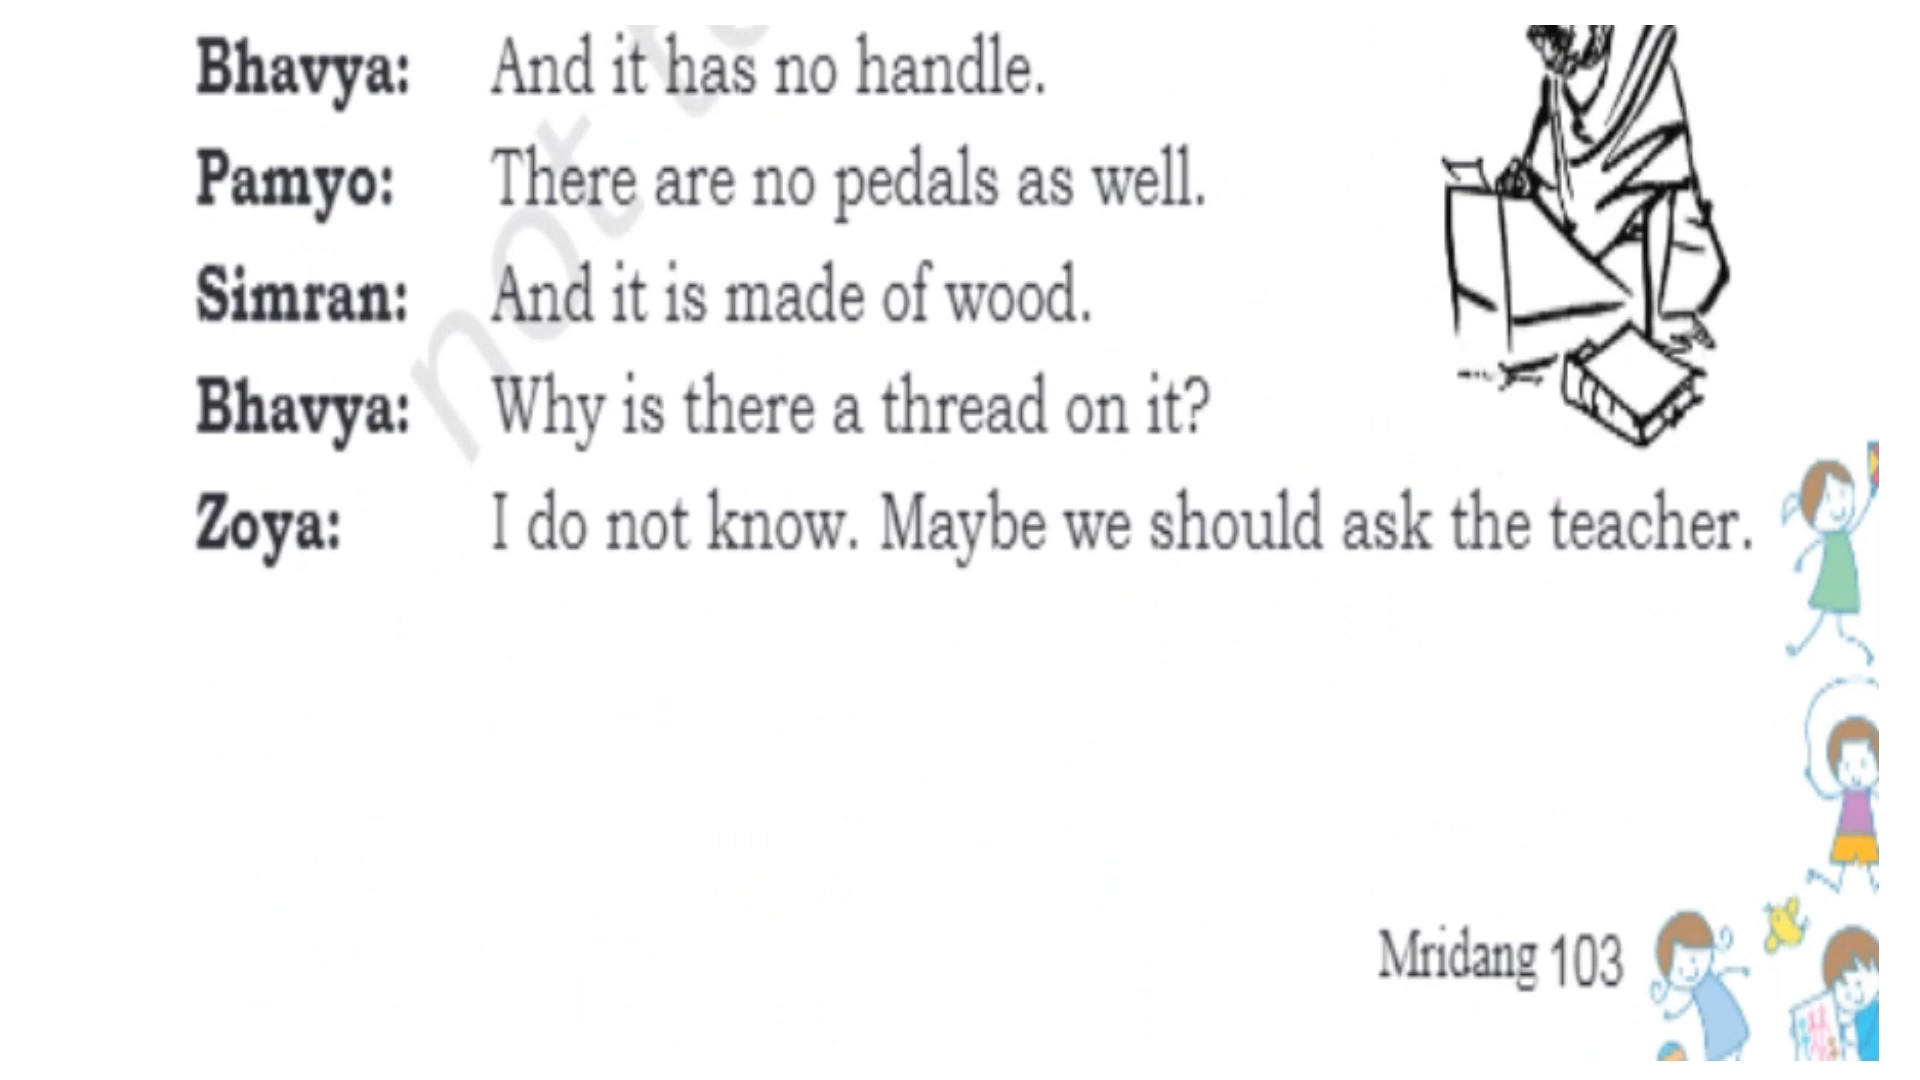 Bhavya: And it has no handle.
Pamyo: There are no pedals as well.
Simran: And it is made of wood.
Bhavya: Why is there a thread on it?
Zoya: I do not know. Maybe we should ask the teacher.
Mridang 103
not